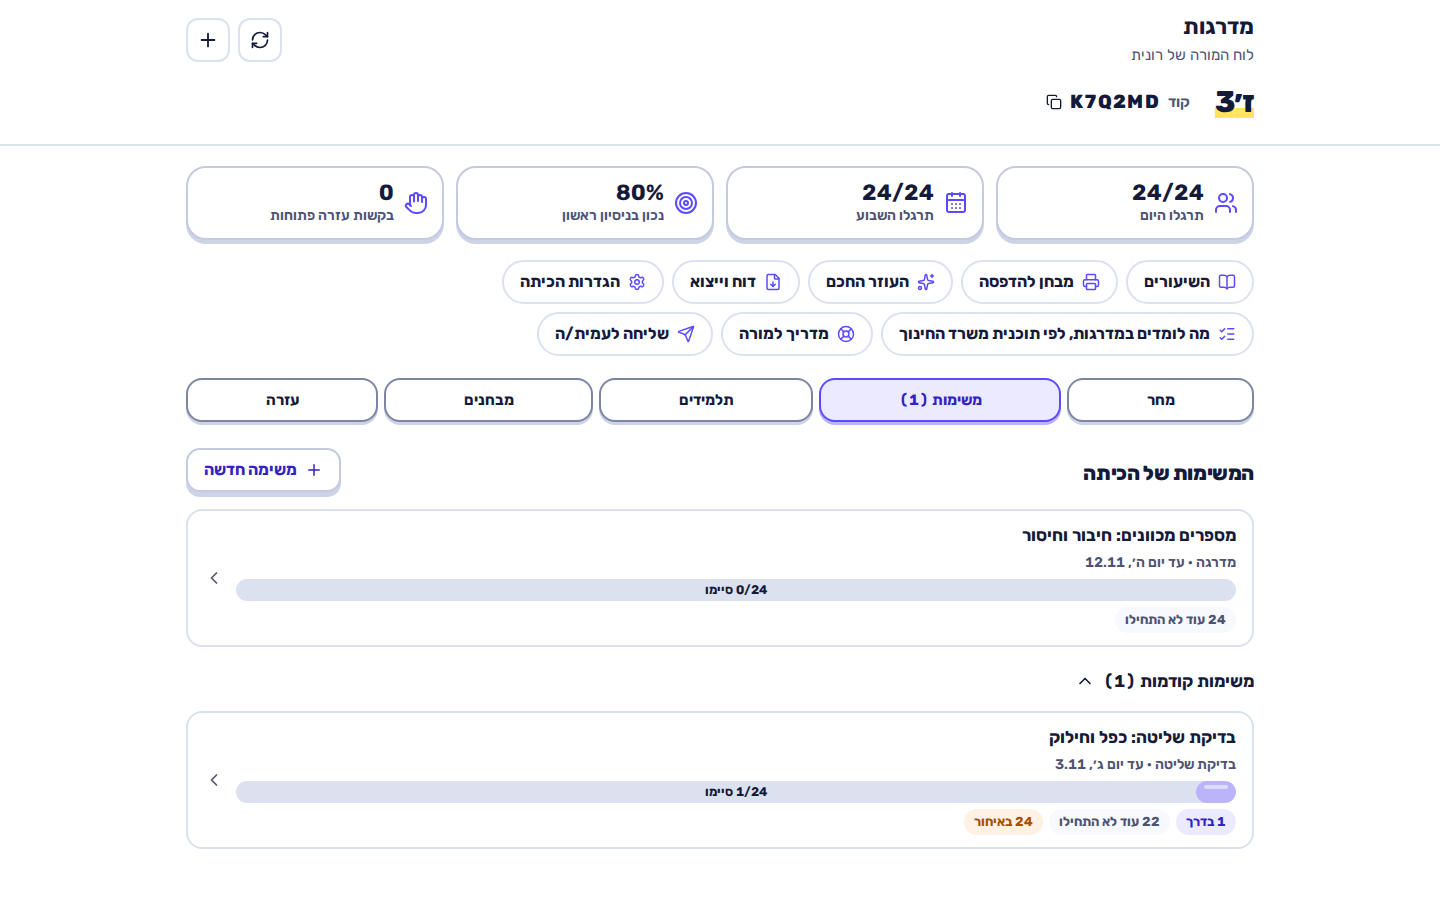 מדרגות
לוח המורה של רונית
ז׳3 קוד K7Q2MD
24/24
תרגלו היום
24/24
תרגלו השבוע
80%
נכון בניסיון ראשון
0
בקשות עזרה פתוחות
השיעורים
מבחן להדפסה
העוזר החכם
דוח וייצוא
הגדרות הכיתה
מה לומדים במדרגות, לפי תוכנית משרד החינוך
מדריך למורה
שליחה לעמית/ה
מחר
משימות (1)
תלמידים
מבחנים
עזרה
המשימות של הכיתה
משימה חדשה
מספרים מכוונים: חיבור וחיסור
מדרגה • עד יום ה׳, 12.11
0/24 סיימו
24 עוד לא התחילו
משימות קודמות (1)
בדיקת שליטה: כפל וחילוק
בדיקת שליטה • עד יום ג׳, 3.11
1/24 סיימו
1 בדרך
22 עוד לא התחילו
24 באיחור